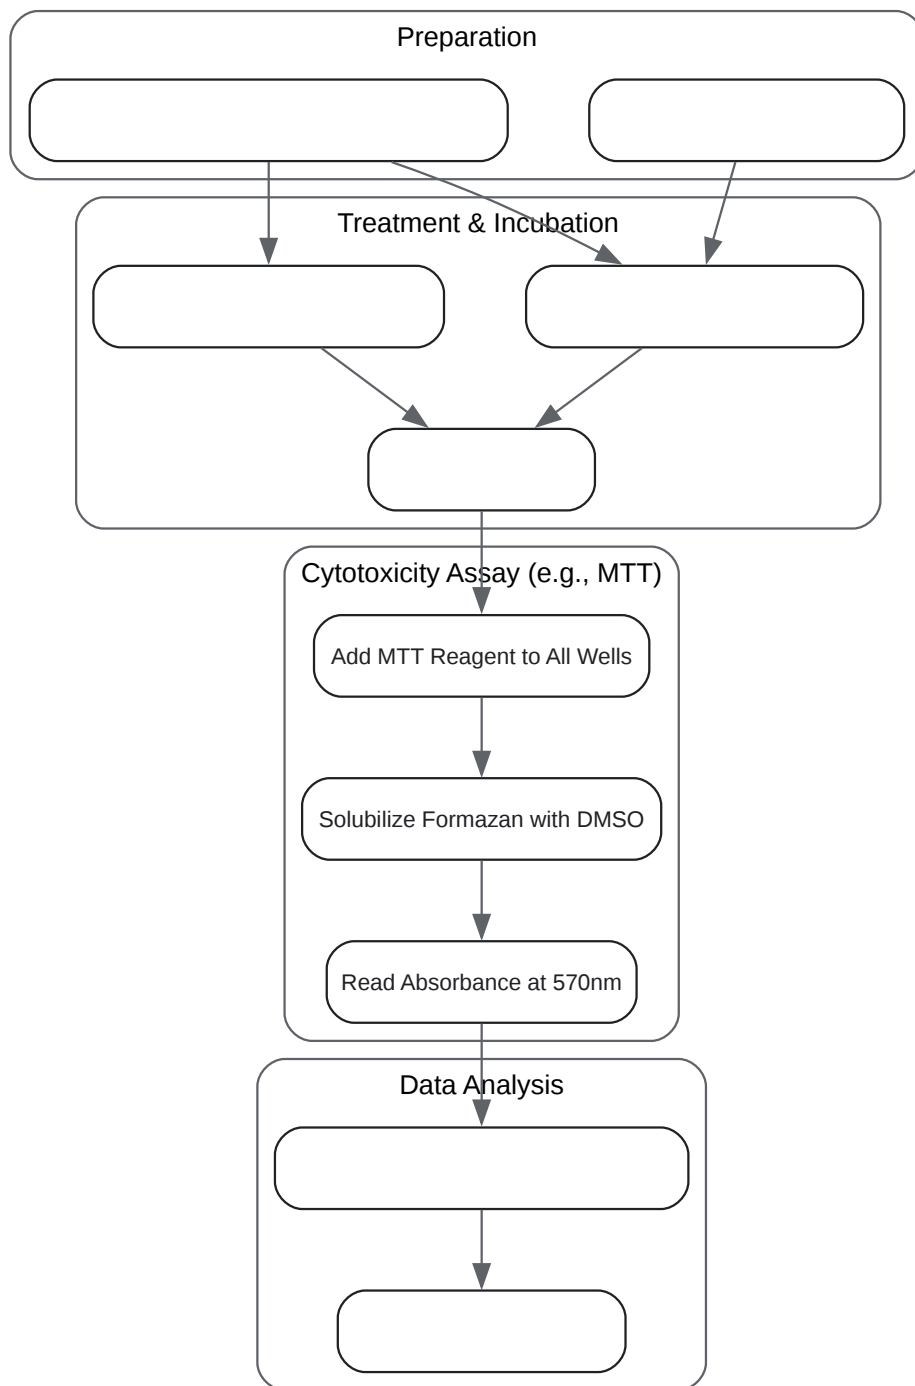 Preparation
Treatment & Incubation
Cytotoxicity Assay (e.g., MTT)
Add MTT Reagent to All Wells
Solubilize Formazan with DMSO
Read Absorbance at 570nm
Data Analysis